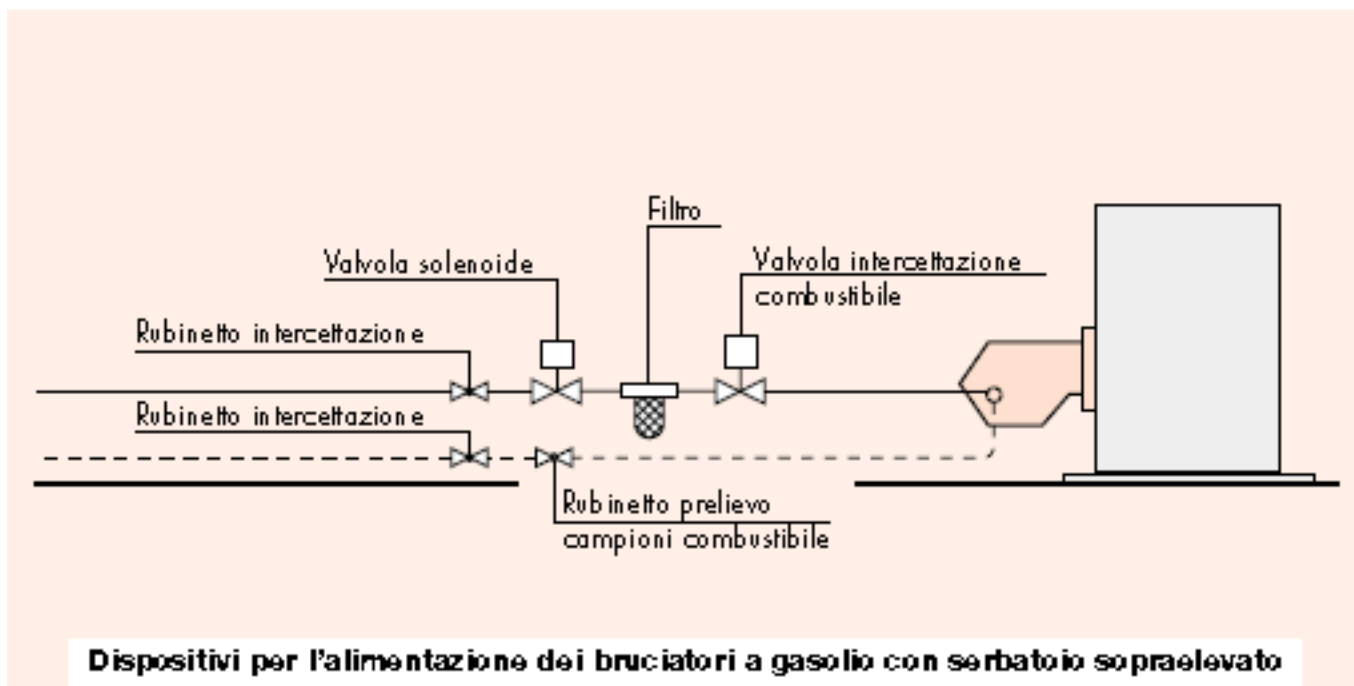 Filtro
Valvola solenoide
Valvola intercettazione
combustibile
Rubinetto intercettazione
Rubinetto intercettazione
Rubinetto prelievo
campioni combustibile
Dispositivi per l'alimentazione dei bruciatori a gasolio con serbatoio sopraelevato